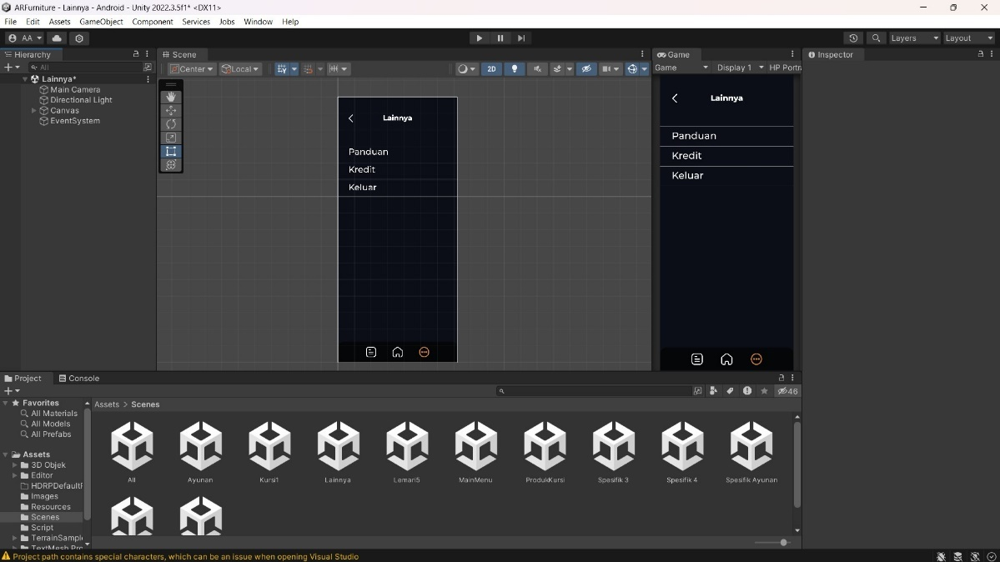 ARFurniture - Lainnya - Android - Unity 2022.3.5f1* <DX11>
File Edit Assets GameObject Component Services Jobs Window Help
AA
Layers Layout
Hierarchy
All
Lainnya*
Main Camera
Directional Light
Canvas
EventSystem
Scene
Center Local 2D
Lainnya
Panduan
Kredit
Keluar
Game
Game Display 1 HP Portra
Lainnya
Panduan
Kredit
Keluar
Inspector
Project Console
46
Favorites
All Materials
All Models
All Prefabs
Assets
3D Objek
Editor
HDRPDefaultR
Images
Resources
Scenes
Script
TerrainSample
TextMesh Pro
Assets > Scenes
All Ayunan Kursi1 Lainnya Lemari5 MainMenu ProdukKursi Spesifik 3 Spesifik 4 Spesifik Ayunan
Project path contains special characters, which can be an issue when opening Visual Studio